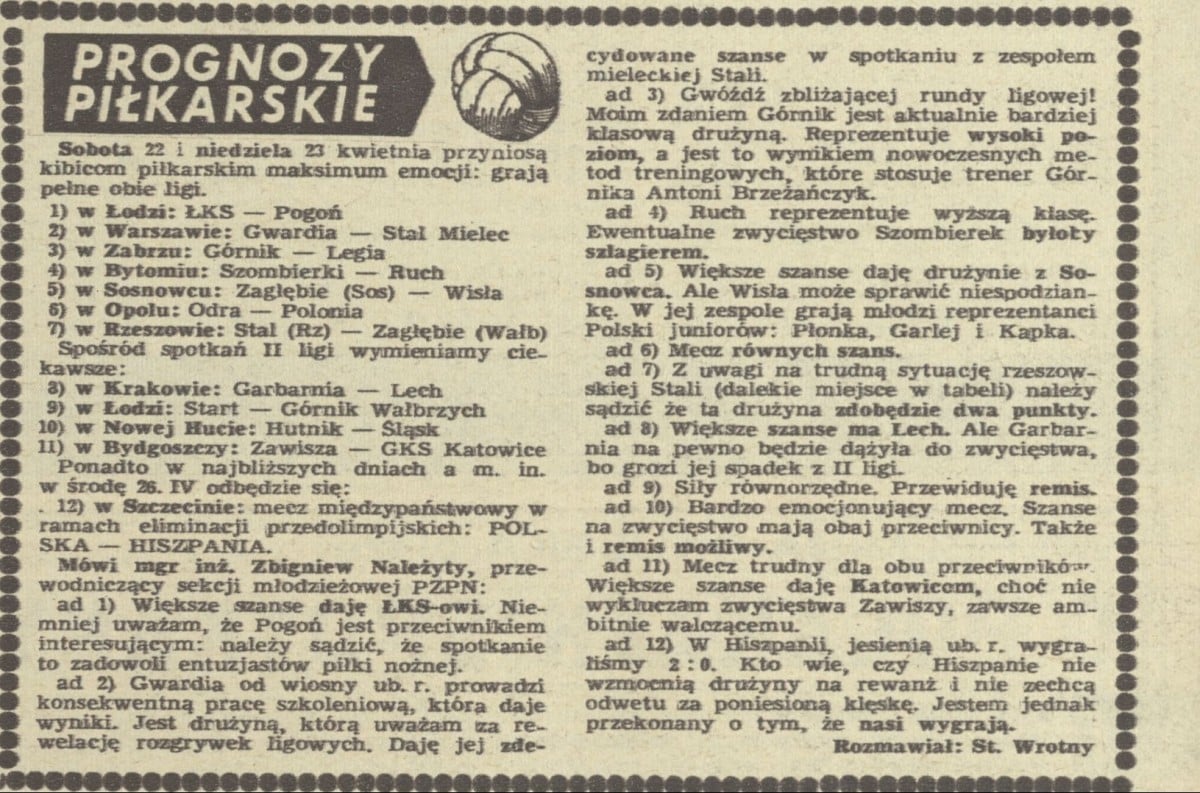 PROGNOZY
PIŁKARSKIE
Sobota 22 i niedziela 23 kwietnia przyniosą
kibicom piłkarskim maksimum emocji: grają
pełne obie ligi.
1) w Łodzi: ŁKS — Pogoń
2) w Warszawie: Gwardia — Stal Mielec
3) w Zabrzu: Górnik — Legia
4) w Bytomiu: Szombierki — Ruch
5) w Sosnowcu: Zagłębie (Sos) — Wisła
6) w Opolu: Odra — Polonia
7) w Rzeszowie: Stal (Rz) — Zagłębie (Wałb)
Spośród spotkań II ligi wymieniamy cie-
kawsze:
8) w Krakowie: Garbarnia — Lech
9) w Łodzi: Start — Górnik Wałbrzych
10) w Nowej Hucie: Hutnik — Śląsk
11) w Bydgoszczy: Zawisza — GKS Katowice
Ponadto w najbliższych dniach a m. in.
w środę 26. IV odbędzie się:
. 12) w Szczecinie: mecz międzypaństwowy w
ramach eliminacji przedolimpijskich: POL-
SKA — HISZPANIA.
Mówi mgr inż. Zbigniew Należyty, prze-
wodniczący sekcji młodzieżowej PZPN:
ad 1) Większe szanse daję ŁKS-owi. Nie-
mniej uważam, że Pogoń jest przeciwnikiem
interesującym: należy sądzić, że spotkanie
to zadowoli entuzjastów piłki nożnej.
ad 2) Gwardia od wiosny ub. r. prowadzi
konsekwentną pracę szkoleniową, która daje
wyniki. Jest drużyną, którą uważam za re-
welację rozgrywek ligowych. Daję jej zde-
cydowane szanse w spotkaniu z zespołem
mieleckiej Stali.
ad 3) Gwóźdź zbliżającej rundy ligowej!
Moim zdaniem Górnik jest aktualnie bardziej
klasową drużyną. Reprezentuje wysoki po-
ziom, a jest to wynikiem nowoczesnych me-
tod treningowych, które stosuje trener Gór-
nika Antoni Brzeżańczyk.
ad 4) Ruch reprezentuje wyższą klasę.
Ewentualne zwycięstwo Szombierek byłoby
szlagierem.
ad 5) Większe szanse daję drużynie z So-
snowca. Ale Wisła może sprawić niespodzian-
kę. W jej zespole grają młodzi reprezentanci
Polski juniorów: Płonka, Garlej i Kapka.
ad 6) Mecz równych szans.
ad 7) Z uwagi na trudną sytuację rzeszow-
skiej Stali (dalekie miejsce w tabeli) należy
sądzić że ta drużyna zdobędzie dwa punkty.
ad 8) Większe szanse ma Lech. Ale Garbar-
nia na pewno będzie dążyła do zwycięstwa,
bo grozi jej spadek z II ligi.
ad 9) Siły równorzędne. Przewiduję remis.
ad 10) Bardzo emocjonujący mecz. Szanse
na zwycięstwo mają obaj przeciwnicy. Także
i remis możliwy.
ad 11) Mecz trudny dla obu przeciwników.
Większe szanse daję Katowicom, choć nie
wykluczam zwycięstwa Zawiszy, zawsze am-
bitnie walczącemu.
ad 12) W Hiszpanii, jesienią ub. r. wygra-
liśmy 2 : 0. Kto wie, czy Hiszpanie nie
wzmocnią drużyny na rewanż i nie zechcą
odwetu za poniesioną klęskę. Jestem jednak
przekonany o tym, że nasi wygrają.
Rozmawiał: St. Wrotny